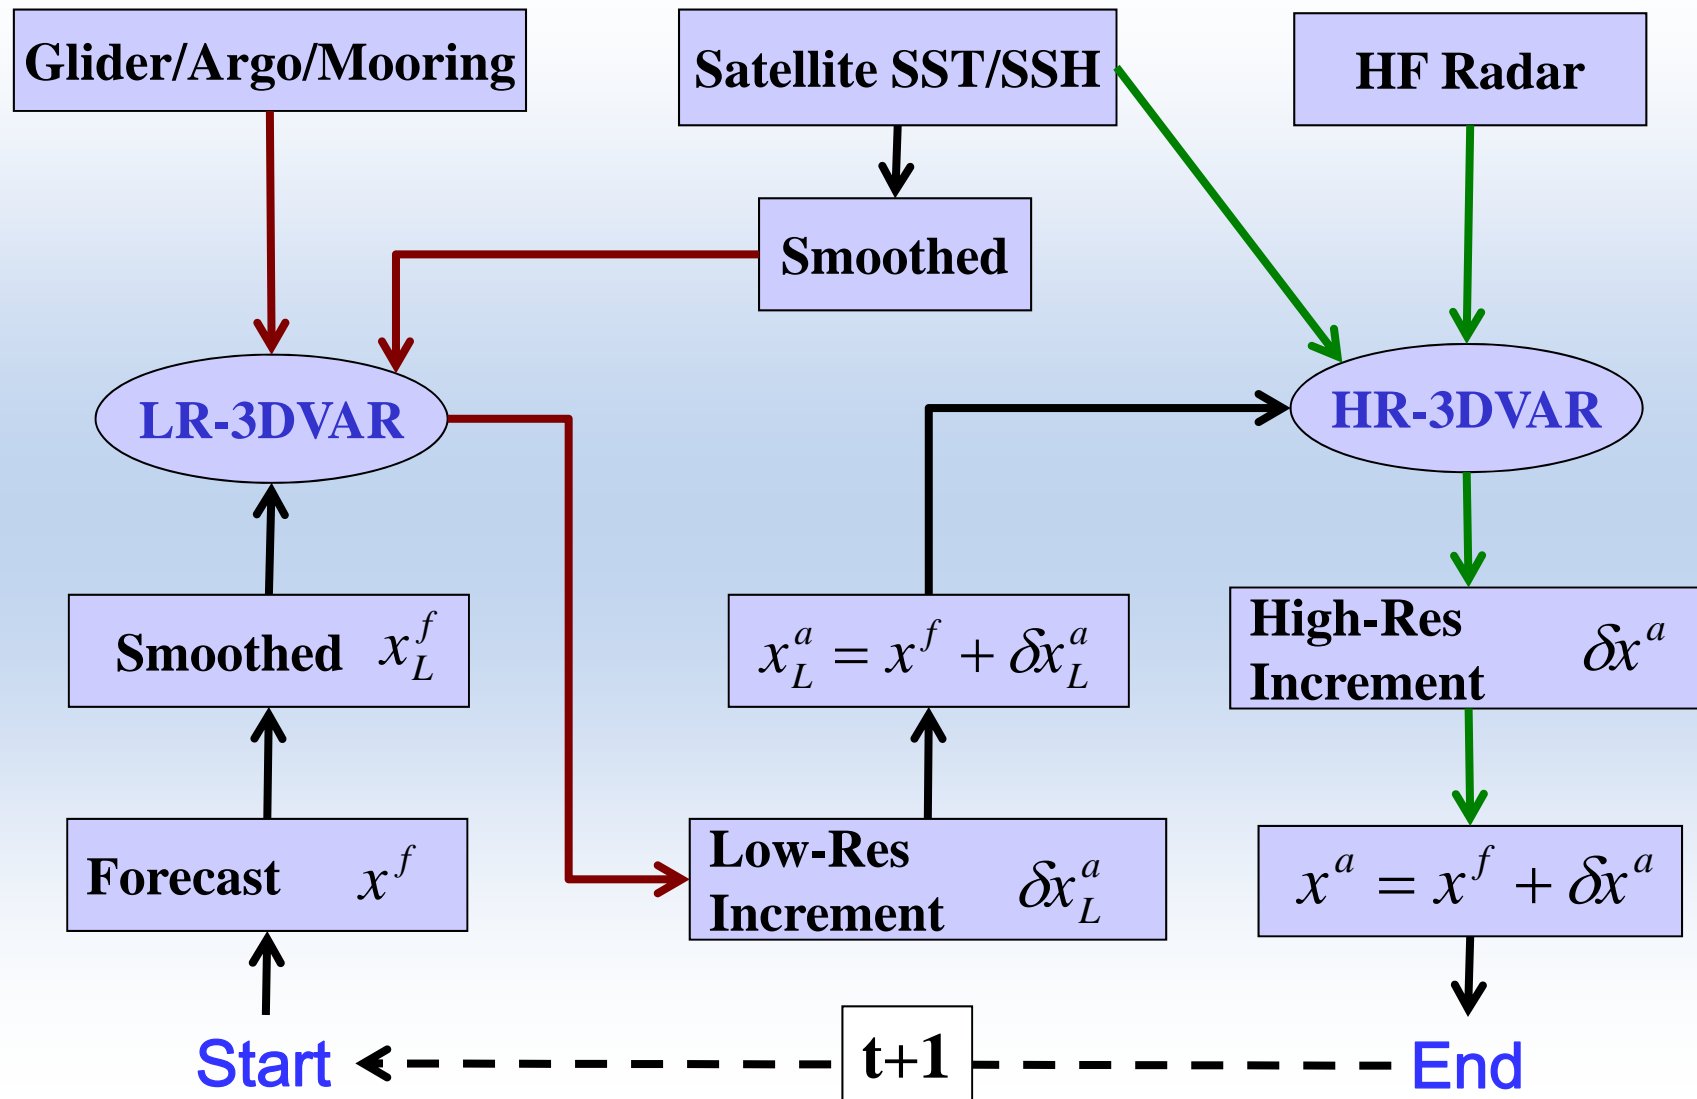 Glider/Argo/Mooring
Satellite SST/SSH
HF Radar
Smoothed
LR-3DVAR
HR-3DVAR
Smoothed x_L^f
x_L^a = x^f + δx_L^a
High-Res
Increment δx^a
Forecast x^f
Low-Res
Increment δx_L^a
x^a = x^f + δx^a
Start
t+1
End